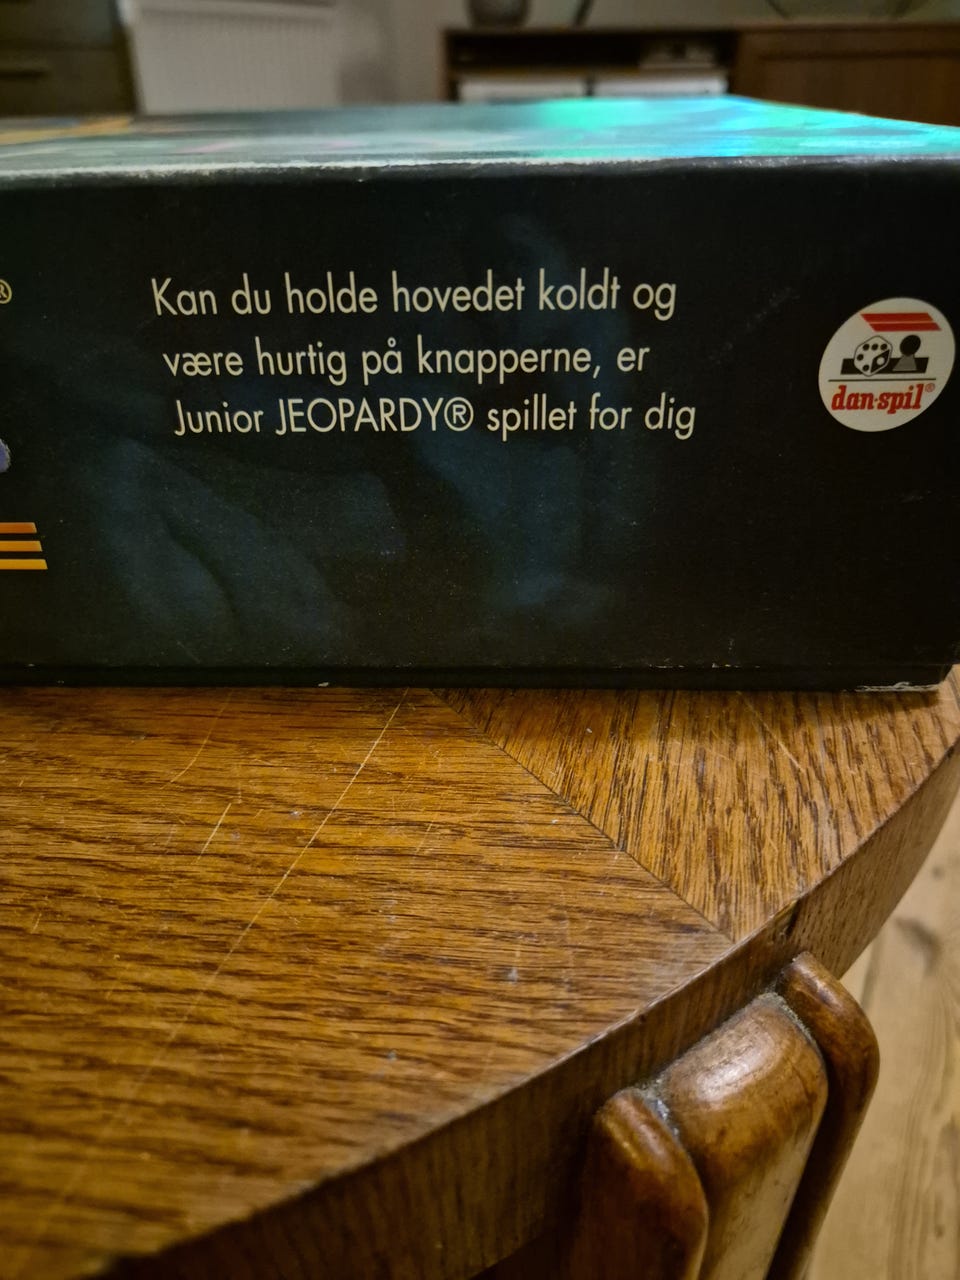 ®
Kan du holde hovedet koldt og
være hurtig på knapperne, er
Junior JEOPARDY® spillet for dig
dan-spil®